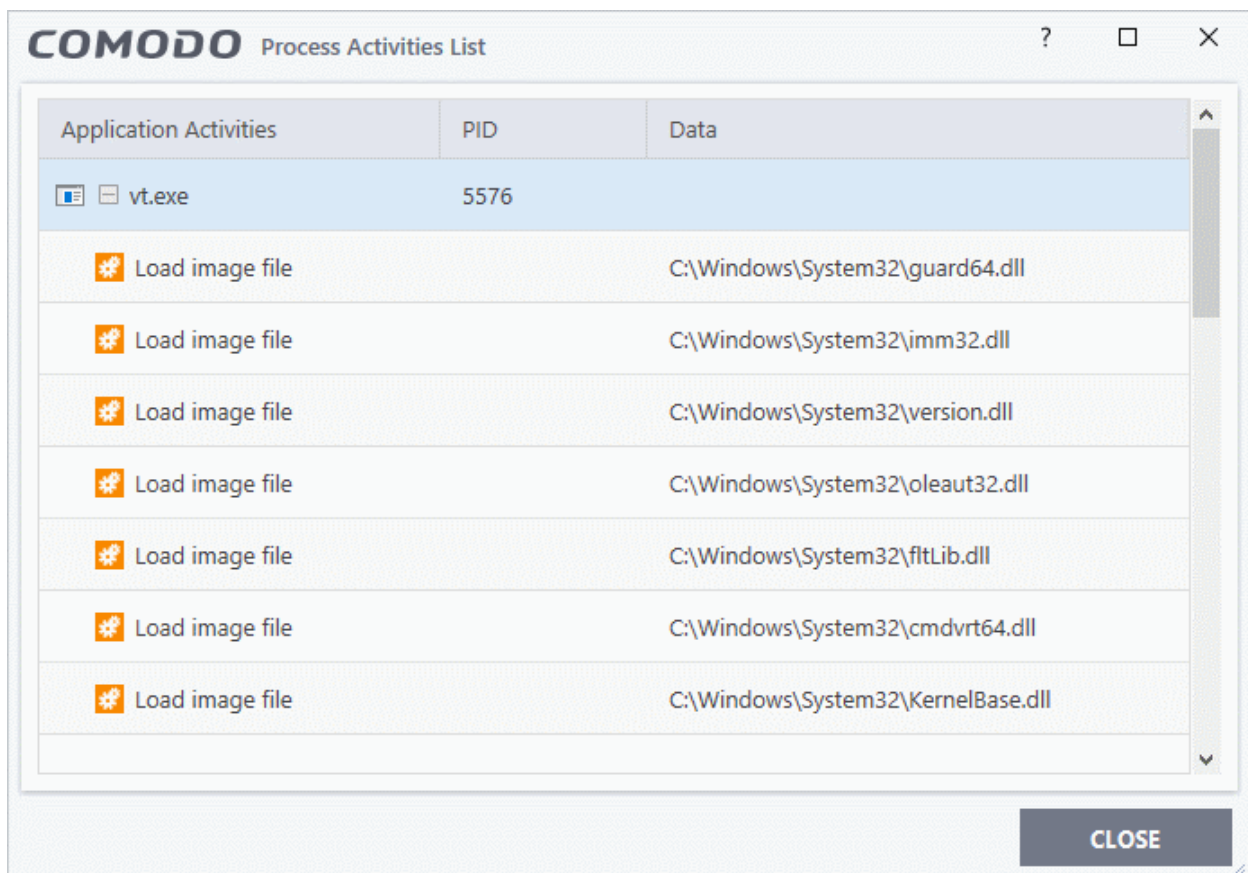 COMODO Process Activities List ?
Application Activities PID Data
vt.exe 5576
Load image file C:\Windows\System32\guard64.dll
Load image file C:\Windows\System32\imm32.dll
Load image file C:\Windows\System32\version.dll
Load image file C:\Windows\System32\oleaut32.dll
Load image file C:\Windows\System32\fltLib.dll
Load image file C:\Windows\System32\cmdvrt64.dll
Load image file C:\Windows\System32\KernelBase.dll
CLOSE